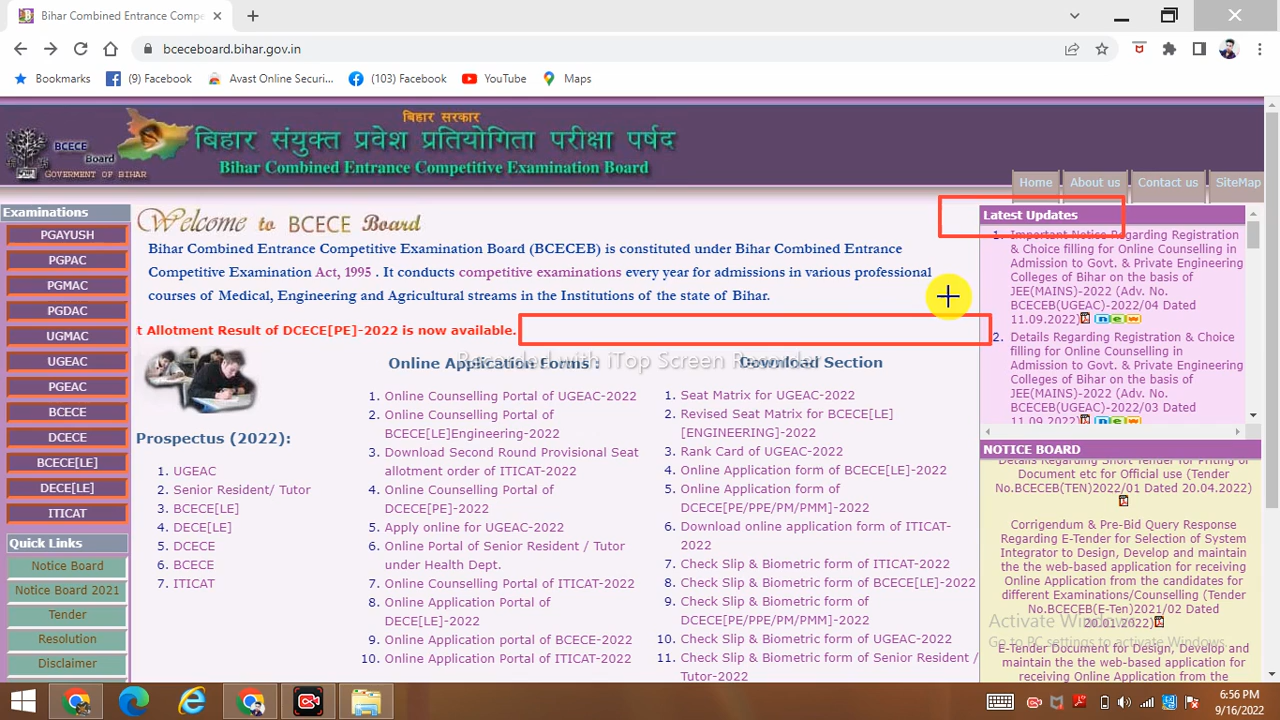 Bihar Combined Entrance Compe
bceceboard.bihar.gov.in
Bookmarks
(9) Facebook
Avast Online Securi...
(103) Facebook
YouTube
Maps
BCECE
Board
GOVERMENT OF BIHAR
बिहार सरकार
बिहार संयुक्त प्रवेश प्रतियोगिता परीक्षा पर्षद
Bihar Combined Entrance Competitive Examination Board
Home
About us
Contact us
SiteMap
Examinations
PGAYUSH
PGPAC
PGMAC
PGDAC
UGMAC
UGEAC
PGEAC
BCECE
DCECE
BCECE[LE]
DECE[LE]
ITICAT
Quick Links
Notice Board
Notice Board 2021
Tender
Resolution
Disclaimer
Welcome to BCECE Board
Bihar Combined Entrance Competitive Examination Board (BCECEB) is constituted under Bihar Combined Entrance
Competitive Examination Act, 1995 . It conducts competitive examinations every year for admissions in various professional
courses of Medical, Engineering and Agricultural streams in the Institutions of the state of Bihar.
t Allotment Result of DCECE[PE]-2022 is now available.
Recorded with iTop Screen Recorder
Prospectus (2022):
1. UGEAC
2. Senior Resident/ Tutor
3. BCECE[LE]
4. DECE[LE]
5. DCECE
6. BCECE
7. ITICAT
Online Application Forms :
1. Online Counselling Portal of UGEAC-2022
2. Online Counselling Portal of
BCECE[LE]Engineering-2022
3. Download Second Round Provisional Seat
allotment order of ITICAT-2022
4. Online Counselling Portal of
DCECE[PE]-2022
5. Apply online for UGEAC-2022
6. Online Portal of Senior Resident / Tutor
under Health Dept.
7. Online Counselling Portal of ITICAT-2022
8. Online Application Portal of
DECE[LE]-2022
9. Online Application portal of BCECE-2022
10. Online Application Portal of ITICAT-2022
Download Section
1. Seat Matrix for UGEAC-2022
2. Revised Seat Matrix for BCECE[LE]
[ENGINEERING]-2022
3. Rank Card of UGEAC-2022
4. Online Application form of BCECE[LE]-2022
5. Online Application form of
DCECE[PE/PPE/PM/PMM]-2022
6. Download online application form of ITICAT-
2022
7. Check Slip & Biometric form of ITICAT-2022
8. Check Slip & Biometric form of BCECE[LE]-2022
9. Check Slip & Biometric form of
DCECE[PE/PPE/PM/PMM]-2022
10. Check Slip & Biometric form of UGEAC-2022
11. Check Slip & Biometric form of Senior Resident /
Tutor-2022
Latest Updates
1. Important Notice Regarding Registration
& Choice filling for Online Counselling in
Admission to Govt. & Private Engineering
Colleges of Bihar on the basis of
JEE(MAINS)-2022 (Adv. No.
BCECEB(UGEAC)-2022/04 Dated
11.09.2022) new
2. Details Regarding Registration & Choice
filling for Online Counselling in
Admission to Govt. & Private Engineering
Colleges of Bihar on the basis of
JEE(MAINS)-2022 (Adv. No.
BCECEB(UGEAC)-2022/03 Dated
11.09.2022) new
NOTICE BOARD
Details Regarding Short Tender for Priting of
Document etc for Official use (Tender
No.BCECEB(TEN)2022/01 Dated 20.04.2022)
Corrigendum & Pre-Bid Query Response
Regarding E-Tender for Selection of System
Integrator to Design, Develop and maintain
the the web-based application for receiving
Online Application from the candidates for
different Examinations/Counselling (Tender
No.BCECEB(E-Ten)2021/02 Dated
20.01.2022)
E-Tender Document for Design, Develop and
maintain the the web-based application for
receiving Online Application from the
Activate Windows
Go to PC settings to activate Windows.
6:56 PM
9/16/2022